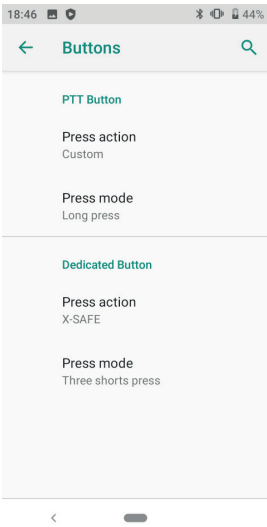 18:46 44%
Buttons
PTT Button
Press action
Custom
Press mode
Long press
Dedicated Button
Press action
X-SAFE
Press mode
Three shorts press